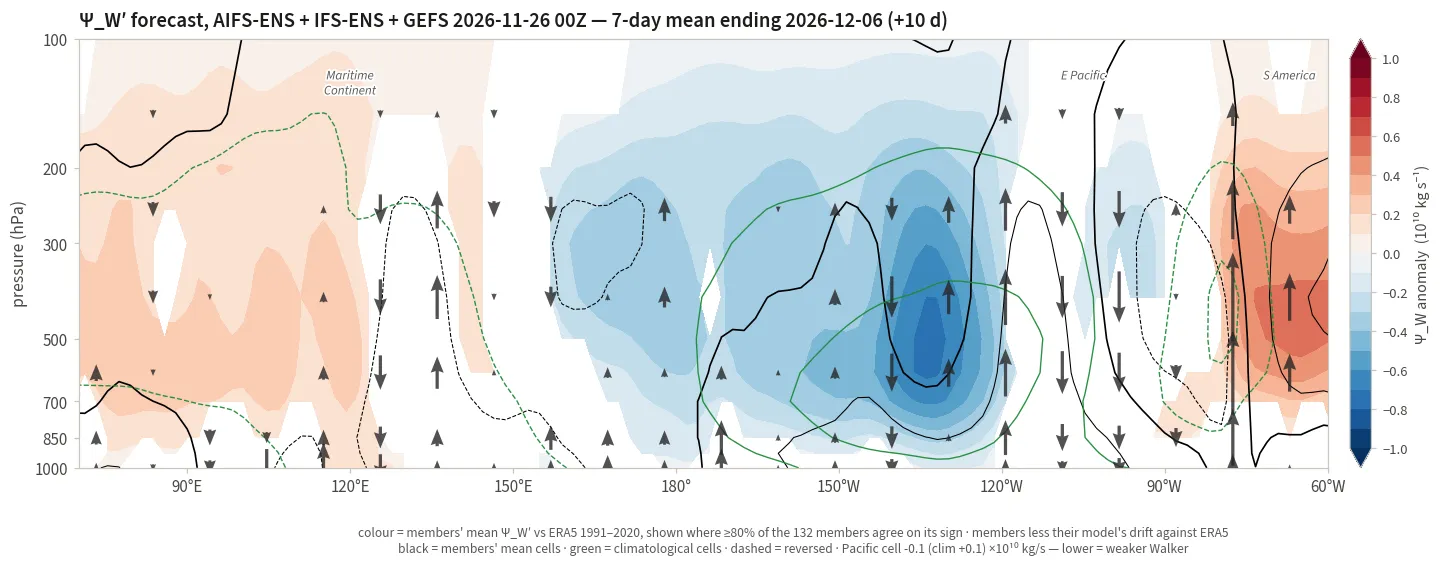 Ψ_W′ forecast, AIFS-ENS + IFS-ENS + GEFS 2026-11-26 00Z — 7-day mean ending 2026-12-06 (+10 d)
100
200
300
400
500
700
850
1000
pressure (hPa)
Maritime
Continent
E Pacific
S America
90°E
120°E
150°E
180°
150°W
120°W
90°W
60°W
1.0
0.8
0.6
0.4
0.2
0.0
−0.2
−0.4
−0.6
−0.8
−1.0
Ψ_W anomaly (10¹⁰ kg s⁻¹)
colour = members' mean Ψ_W′ vs ERA5 1991–2020, shown where ≥80% of the 132 members agree on its sign · members less their model's drift against ERA5
black = members' mean cells · green = climatological cells · dashed = reversed · Pacific cell -0.1 (clim +0.1) ×10¹⁰ kg/s — lower = weaker Walker